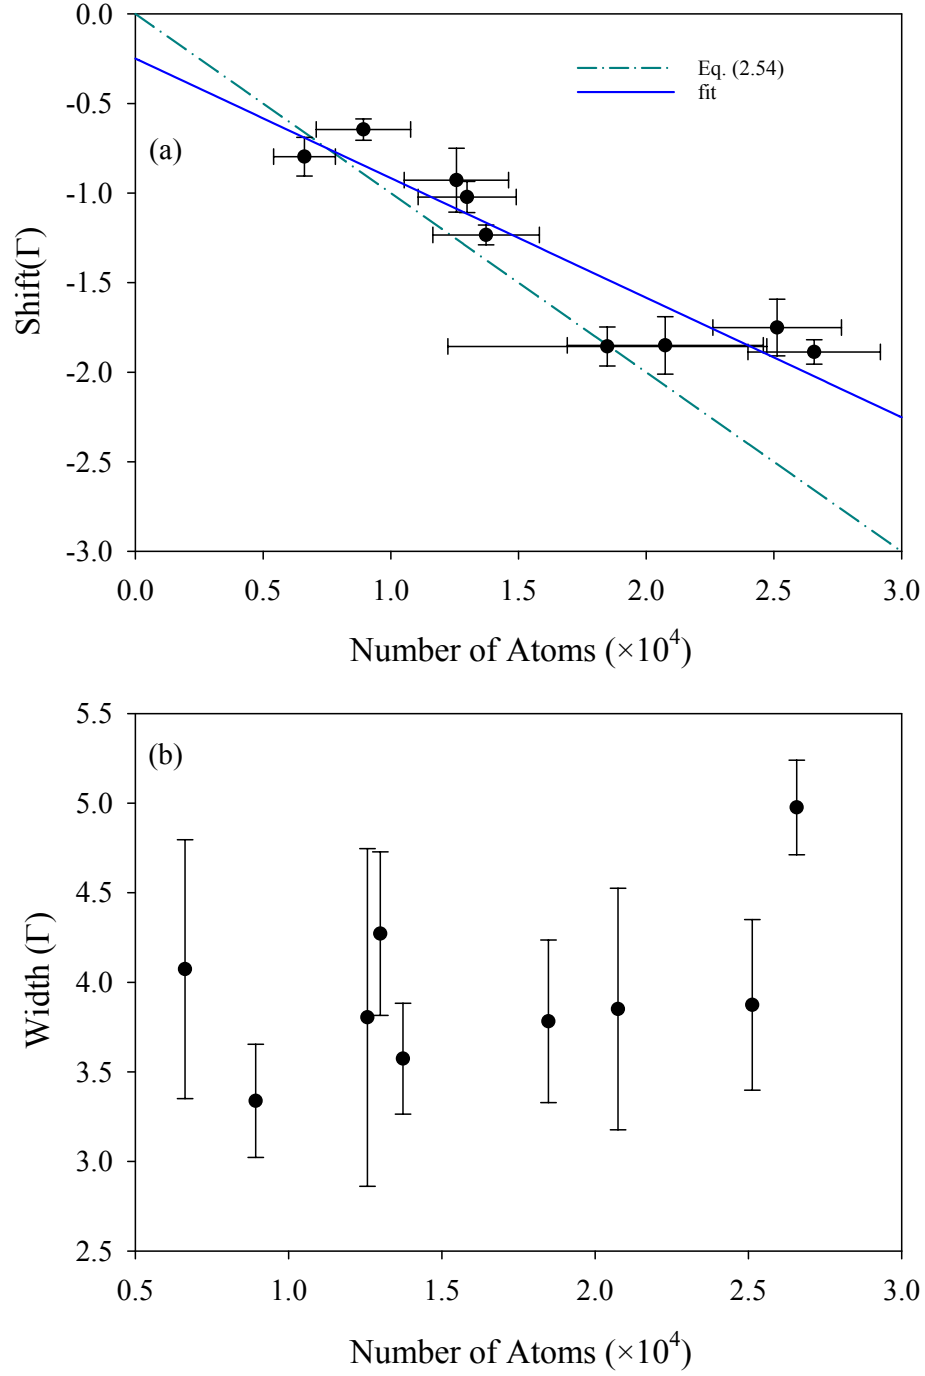 0.0
-0.5
-1.0
-1.5
-2.0
-2.5
-3.0
Shift(Γ)
(a)
Eq. (2.54)
fit
0.0 0.5 1.0 1.5 2.0 2.5 3.0
Number of Atoms (×10⁴)
5.5
5.0
4.5
4.0
3.5
3.0
2.5
Width (Γ)
(b)
0.5 1.0 1.5 2.0 2.5 3.0
Number of Atoms (×10⁴)